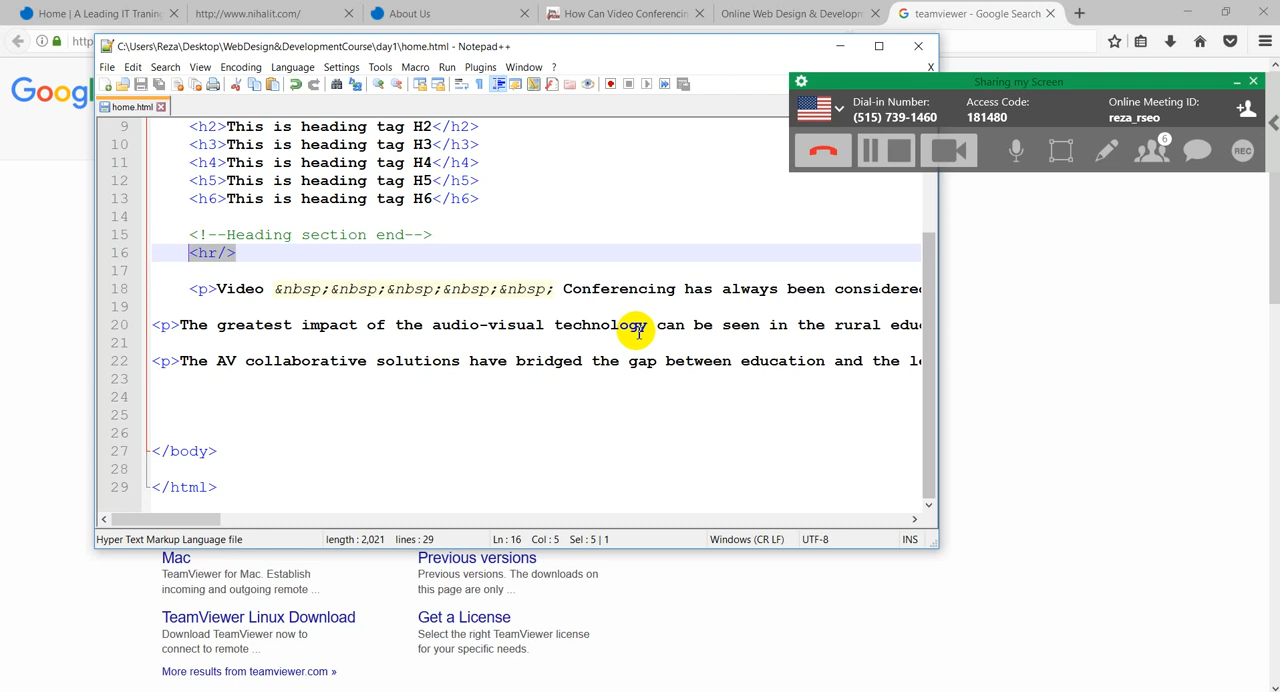 Home | A Leading IT Training
http://www.nihalit.com/
About Us
How Can Video Conferencin
Online Web Design & Developm
teamviewer - Google Search
http
Google
C:\Users\Reza\Desktop\WebDesign&DevelopmentCourse\day1\home.html - Notepad++
File Edit Search View Encoding Language Settings Tools Macro Run Plugins Window ? X
home.html
Sharing my Screen
Dial-in Number: Access Code: Online Meeting ID:
(515) 739-1460 181480 reza_rseo
6
REC
9 <h2>This is heading tag H2</h2>
10 <h3>This is heading tag H3</h3>
11 <h4>This is heading tag H4</h4>
12 <h5>This is heading tag H5</h5>
13 <h6>This is heading tag H6</h6>
14
15 <!--Heading section end-->
16 <hr/>
17
18 <p>Video &nbsp;&nbsp;&nbsp;&nbsp;&nbsp; Conferencing has always been considere
19
20 <p>The greatest impact of the audio-visual technology can be seen in the rural edu
21
22 <p>The AV collaborative solutions have bridged the gap between education and the le
23
24
25
26
27 </body>
28
29 </html>
Hyper Text Markup Language file length : 2,021 lines : 29 Ln : 16 Col : 5 Sel : 5 | 1 Windows (CR LF) UTF-8 INS
Mac
TeamViewer for Mac. Establish
incoming and outgoing remote ...
Previous versions
Previous versions. The downloads on
this page are only ...
TeamViewer Linux Download
Download TeamViewer now to
connect to remote ...
Get a License
Select the right TeamViewer license
for your specific needs.
More results from teamviewer.com »